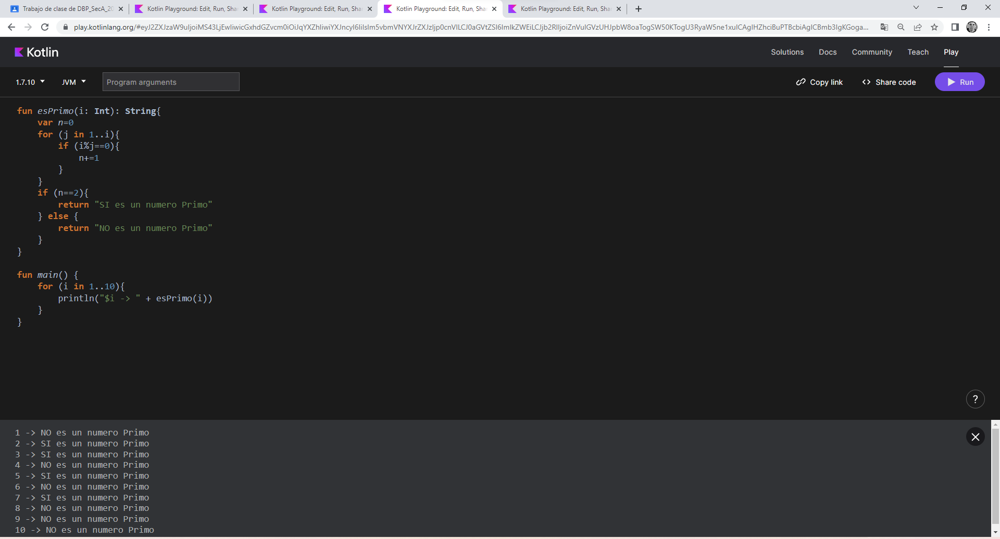 Trabajo de clase de DBP_SecA_20
Kotlin Playground: Edit, Run, Sha
Kotlin Playground: Edit, Run, Sha
Kotlin Playground: Edit, Run, Sha
Kotlin Playground: Edit, Run, Sha
Kotlin
Solutions
Docs
Community
Teach
Play
1.7.10
JVM
Program arguments
Copy link
Share code
Run
fun esPrimo(i: Int): String{
    var n=0
    for (j in 1..i){
        if (i%j==0){
            n+=1
        }
    }
    if (n==2){
        return "SI es un numero Primo"
    } else {
        return "NO es un numero Primo"
    }
}
fun main() {
    for (i in 1..10){
        println("$i -> " + esPrimo(i))
    }
}
?
1 -> NO es un numero Primo
2 -> SI es un numero Primo
3 -> SI es un numero Primo
4 -> NO es un numero Primo
5 -> SI es un numero Primo
6 -> NO es un numero Primo
7 -> SI es un numero Primo
8 -> NO es un numero Primo
9 -> NO es un numero Primo
10 -> NO es un numero Primo